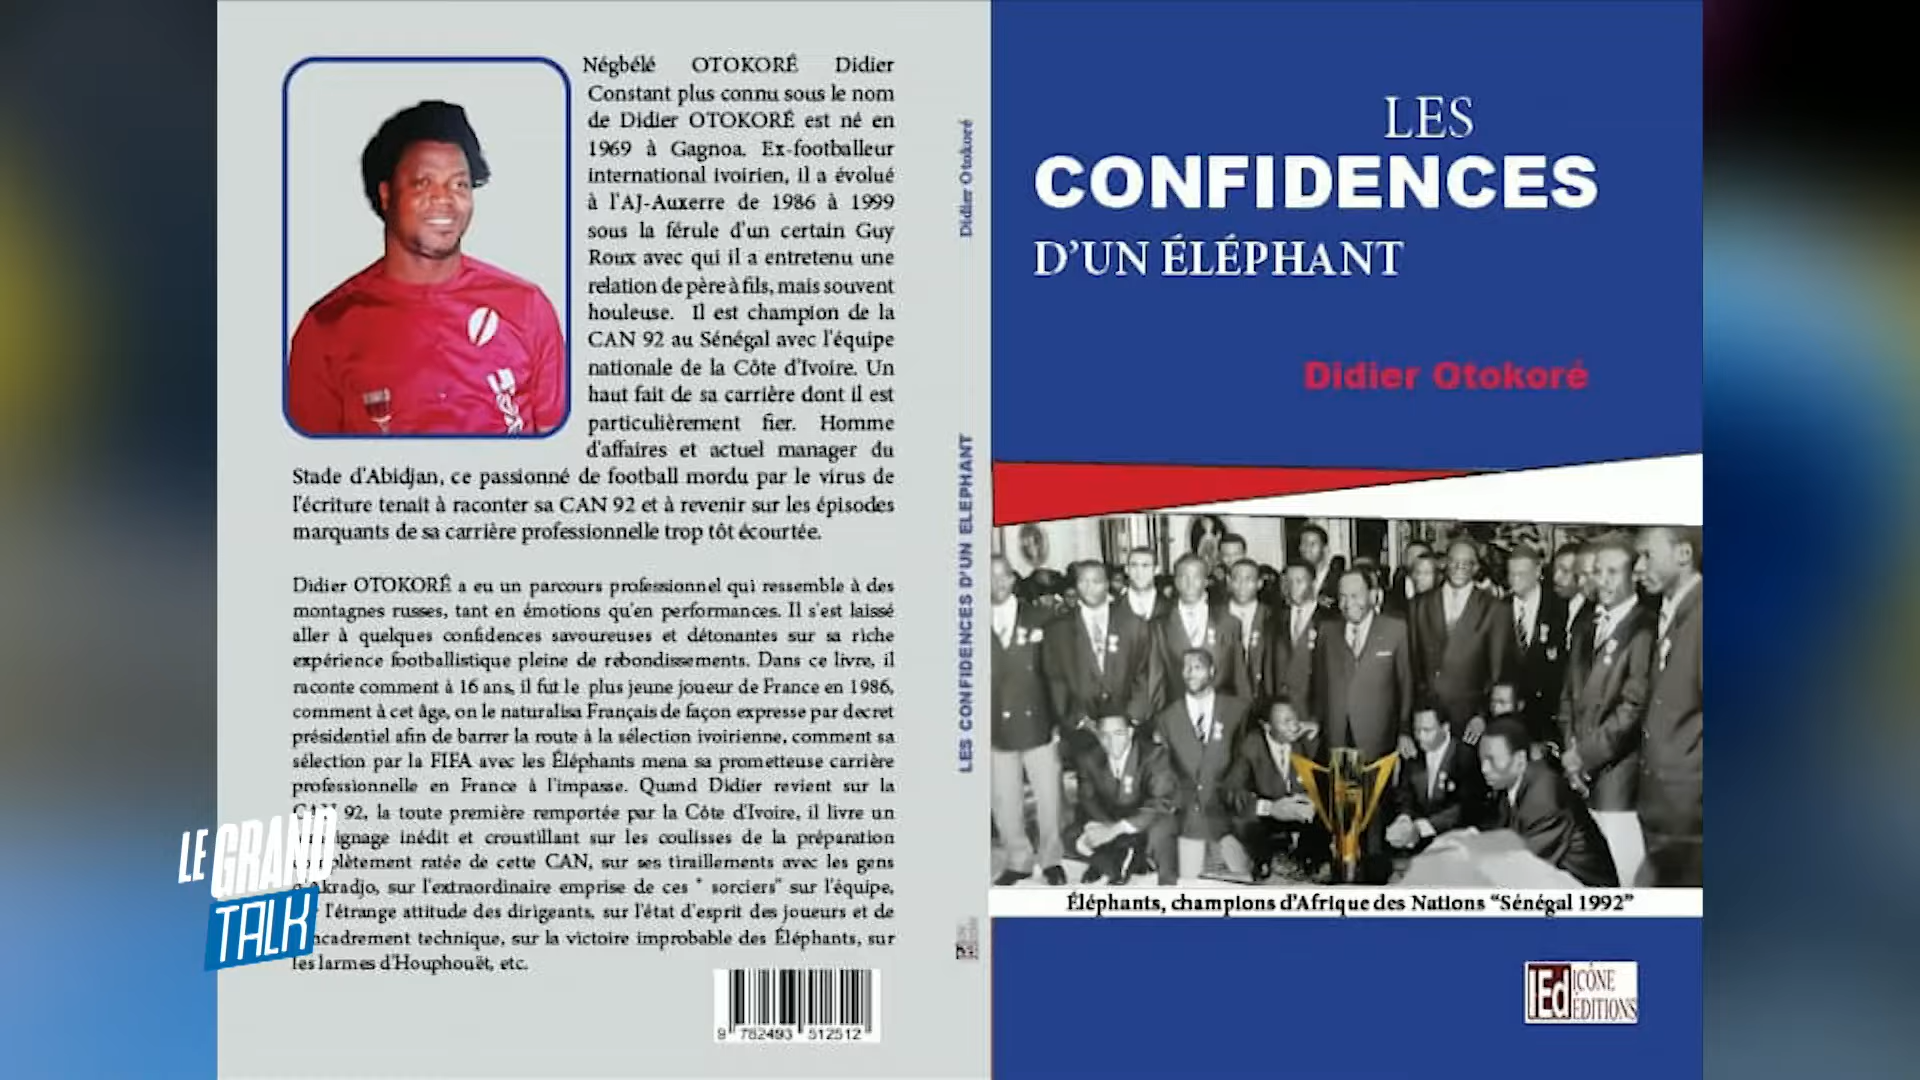 Négbélé OTOKORÉ Didier
Constant plus connu sous le nom
de Didier OTOKORÉ est né en
1969 à Gagnoa. Ex-footballeur
international ivoirien, il a évolué
à l'AJ-Auxerre de 1986 à 1999
sous la férule d'un certain Guy
Roux avec qui il a entretenu une
relation de père à fils, mais souvent
houleuse. Il est champion de la
CAN 92 au Sénégal avec l'équipe
nationale de la Côte d'Ivoire. Un
haut fait de sa carrière dont il est
particulièrement fier. Homme
d'affaires et actuel manager du
Stade d'Abidjan, ce passionné de football mordu par le virus de
l'écriture tenait à raconter sa CAN 92 et à revenir sur les épisodes
marquants de sa carrière professionnelle trop tôt écourtée.
Didier OTOKORÉ a eu un parcours professionnel qui ressemble à des
montagnes russes, tant en émotions qu'en performances. Il s'est laissé
aller à quelques confidences savoureuses et détonantes sur sa riche
expérience footballistique pleine de rebondissements. Dans ce livre, il
raconte comment à 16 ans, il fut le plus jeune joueur de France en 1986,
comment à cet âge, on le naturalisa Français de façon expresse par decret
présidentiel afin de barrer la route à la sélection ivoirienne, comment sa
sélection par la FIFA avec les Éléphants mena sa prometteuse carrière
professionnelle en France à l'impasse. Quand Didier revient sur la
CAN 92, la toute première remportée par la Côte d'Ivoire, il livre un
ignage inédit et croustillant sur les coulisses de la préparation
plètement ratée de cette CAN, sur ses tiraillements avec les gens
d'Akradjo, sur l'extraordinaire emprise de ces " sorciers" sur l'équipe,
l'étrange attitude des dirigeants, sur l'état d'esprit des joueurs et de
ncadrement technique, sur la victoire improbable des Éléphants, sur
les larmes d'Houphouët, etc.
9 782493 512512
LE GRAND
TALK
Didier Otokoré
LES CONFIDENCES D'UN ELEPHANT
LES
CONFIDENCES
D'UN ÉLÉPHANT
Didier Otokoré
Éléphants, champions d'Afrique des Nations "Sénégal 1992"
IEd ICÔNE
ÉDITIONS